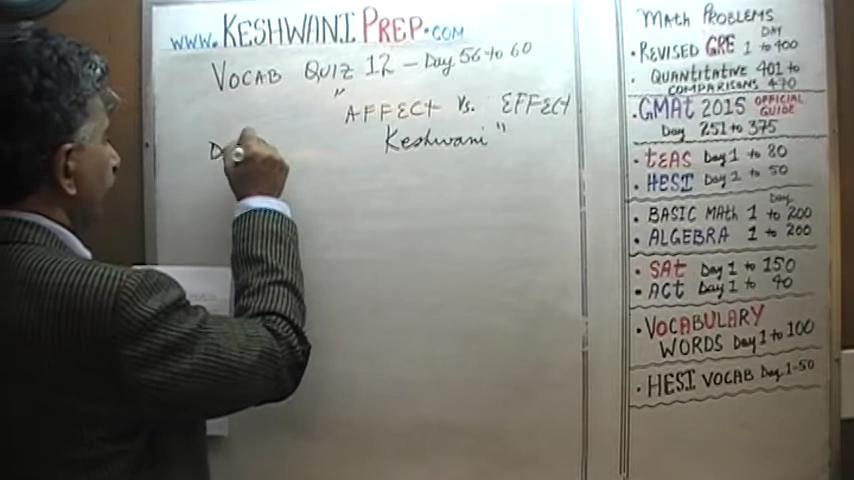 www.KESHWANI PREP.com
VOCAB QUIZ 12 - Day 56 to 60
" AFFECT Vs. EFFECT
Keshwani "
D
MATH PROBLEMS
DAY
• REVISED GRE 1 to 400
• QUANTITATIVE 401 to
COMPARISONS 470
• GMAT 2015 OFFICIAL GUIDE
Day 251 to 375
• TEAS Day 1 to 80
• HESI Day 1 to 50
Day
• BASIC MATH 1 to 200
• ALGEBRA 1 to 200
• SAT Day 1 to 150
• ACT Day 1 to 40
• VOCABULARY
WORDS Day 1 to 100
• HESI VOCAB Day 1-50